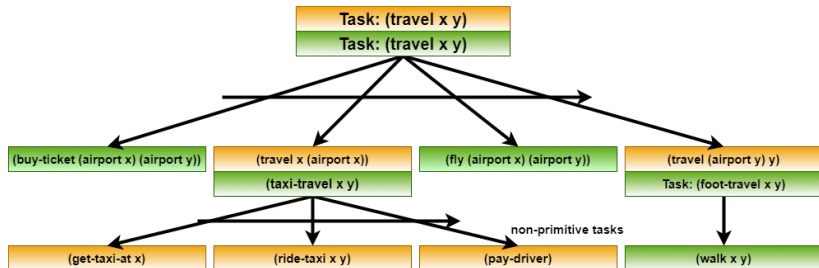 Task: (travel x y)
Task: (travel x y)
(buy-ticket (airport x) (airport y))
(travel x (airport x))
(fly (airport x) (airport y))
(travel (airport y) y)
(taxi-travel x y)
Task: (foot-travel x y)
non-primitive tasks
(get-taxi-at x)
(ride-taxi x y)
(pay-driver)
(walk x y)